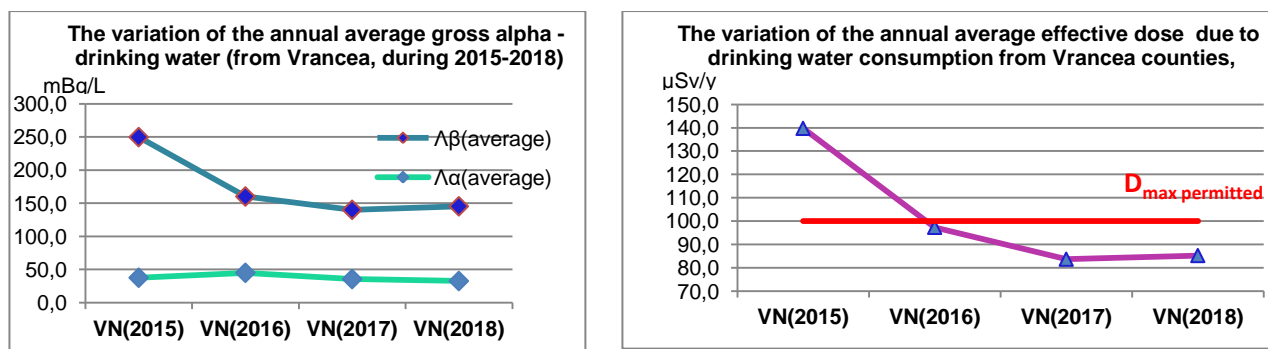 The variation of the annual average gross alpha -
drinking water (from Vrancea, during 2015-2018)
mBq/L
300,0
250,0
200,0
150,0
100,0
50,0
0,0
Λβ(average)
Λα(average)
VN(2015)
VN(2016)
VN(2017)
VN(2018)
The variation of the annual average effective dose due to
drinking water consumption from Vrancea counties,
µSv/y
150,0
140,0
130,0
120,0
110,0
100,0
90,0
80,0
70,0
D max permitted
VN(2015)
VN(2016)
VN(2017)
VN(2018)